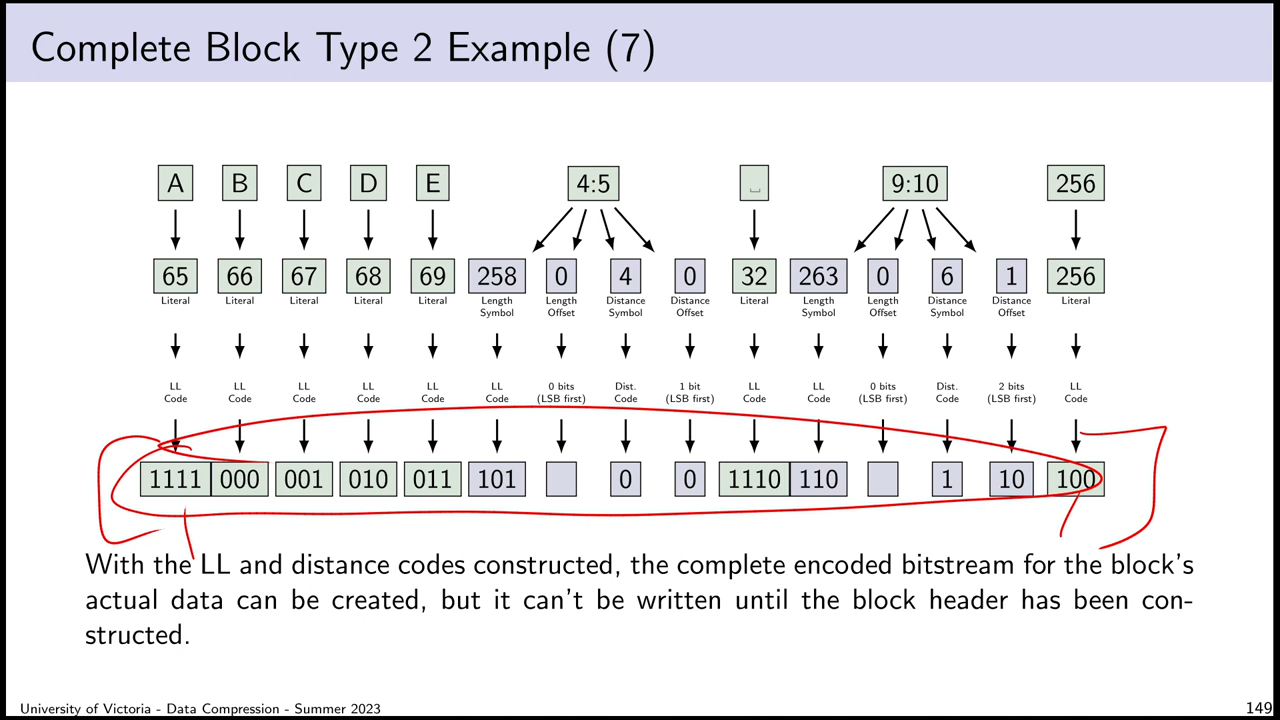 Complete Block Type 2 Example (7)
A B C D E 4:5 ␣ 9:10 256
65 66 67 68 69 258 0 4 0 32 263 0 6 1 256
Literal Literal Literal Literal Literal Length Length Distance Distance Literal Length Length Distance Distance Literal
Symbol Offset Symbol Offset Symbol Offset Symbol Offset
LL LL LL LL LL LL 0 bits Dist. 1 bit LL LL 0 bits Dist. 2 bits LL
Code Code Code Code Code Code (LSB first) Code (LSB first) Code Code (LSB first) Code (LSB first) Code
1111 000 001 010 011 101 0 0 1110 110 1 10 100
With the LL and distance codes constructed, the complete encoded bitstream for the block's
actual data can be created, but it can't be written until the block header has been con-
structed.
University of Victoria - Data Compression - Summer 2023 149